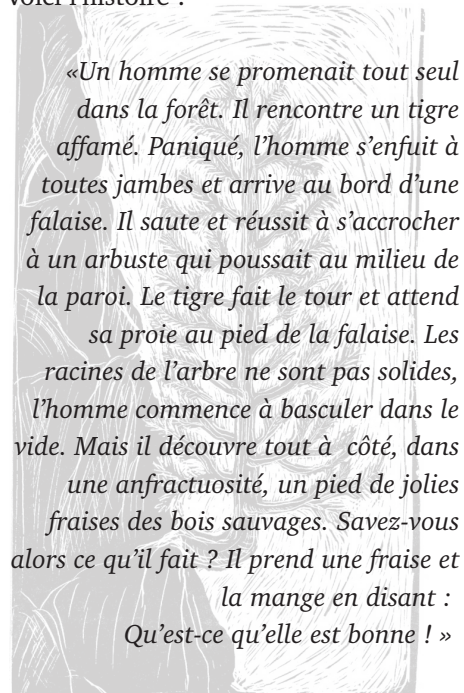 voici l'histoire :
«Un homme se promenait tout seul
dans la forêt. Il rencontre un tigre
affamé. Paniqué, l'homme s'enfuit à
toutes jambes et arrive au bord d'une
falaise. Il saute et réussit à s'accrocher
à un arbuste qui poussait au milieu de
la paroi. Le tigre fait le tour et attend
sa proie au pied de la falaise. Les
racines de l'arbre ne sont pas solides,
l'homme commence à basculer dans le
vide. Mais il découvre tout à côté, dans
une anfractuosité, un pied de jolies
fraises des bois sauvages. Savez-vous
alors ce qu'il fait ? Il prend une fraise et
la mange en disant :
Qu'est-ce qu'elle est bonne ! »